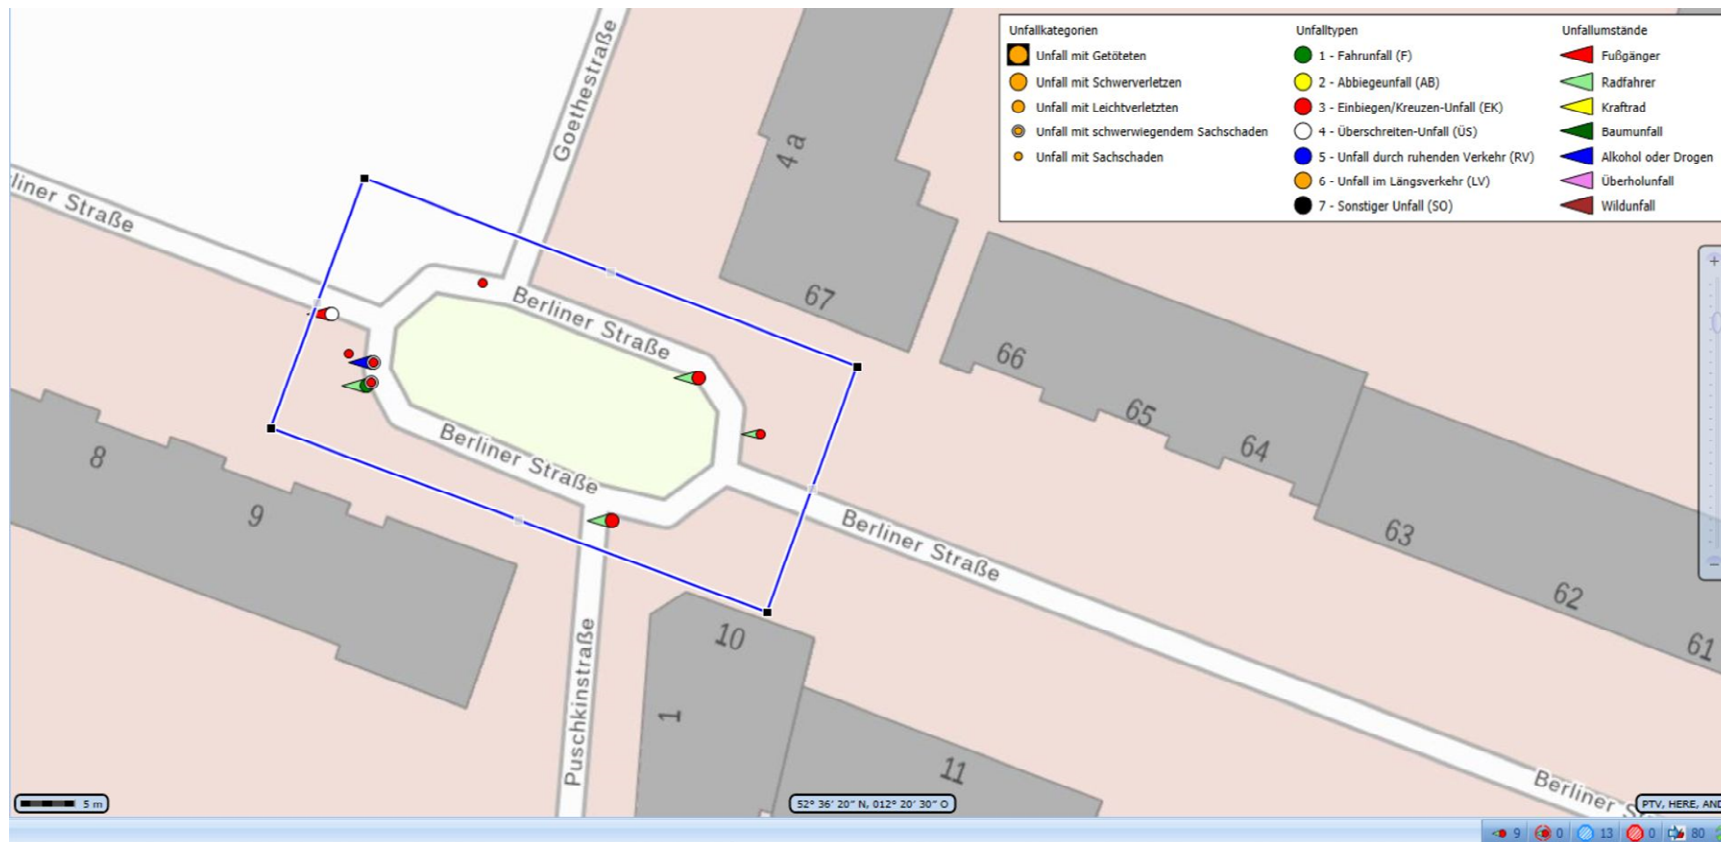 Unfallkategorien
Unfall mit Getöteten
Unfall mit Schwerverletzen
Unfall mit Leichtverletzten
Unfall mit schwerwiegendem Sachschaden
Unfall mit Sachschaden
Unfalltypen
1 - Fahrunfall (F)
2 - Abbiegeunfall (AB)
3 - Einbiegen/Kreuzen-Unfall (EK)
4 - Überschreiten-Unfall (ÜS)
5 - Unfall durch ruhenden Verkehr (RV)
6 - Unfall im Längsverkehr (LV)
7 - Sonstiger Unfall (SO)
Unfallumstände
Fußgänger
Radfahrer
Kraftrad
Baumunfall
Alkohol oder Drogen
Überholunfall
Wildunfall
Goethestraße
4 a
liner Straße
67
Berliner Straße
66
65
64
63
62
61
Berliner Straße
Berliner Straße
8
9
Puschkinstraße
10
1
11
Berliner S
5 m
52° 36' 20" N, 012° 20' 30" O
PTV, HERE, AND
9
0
13
0
80